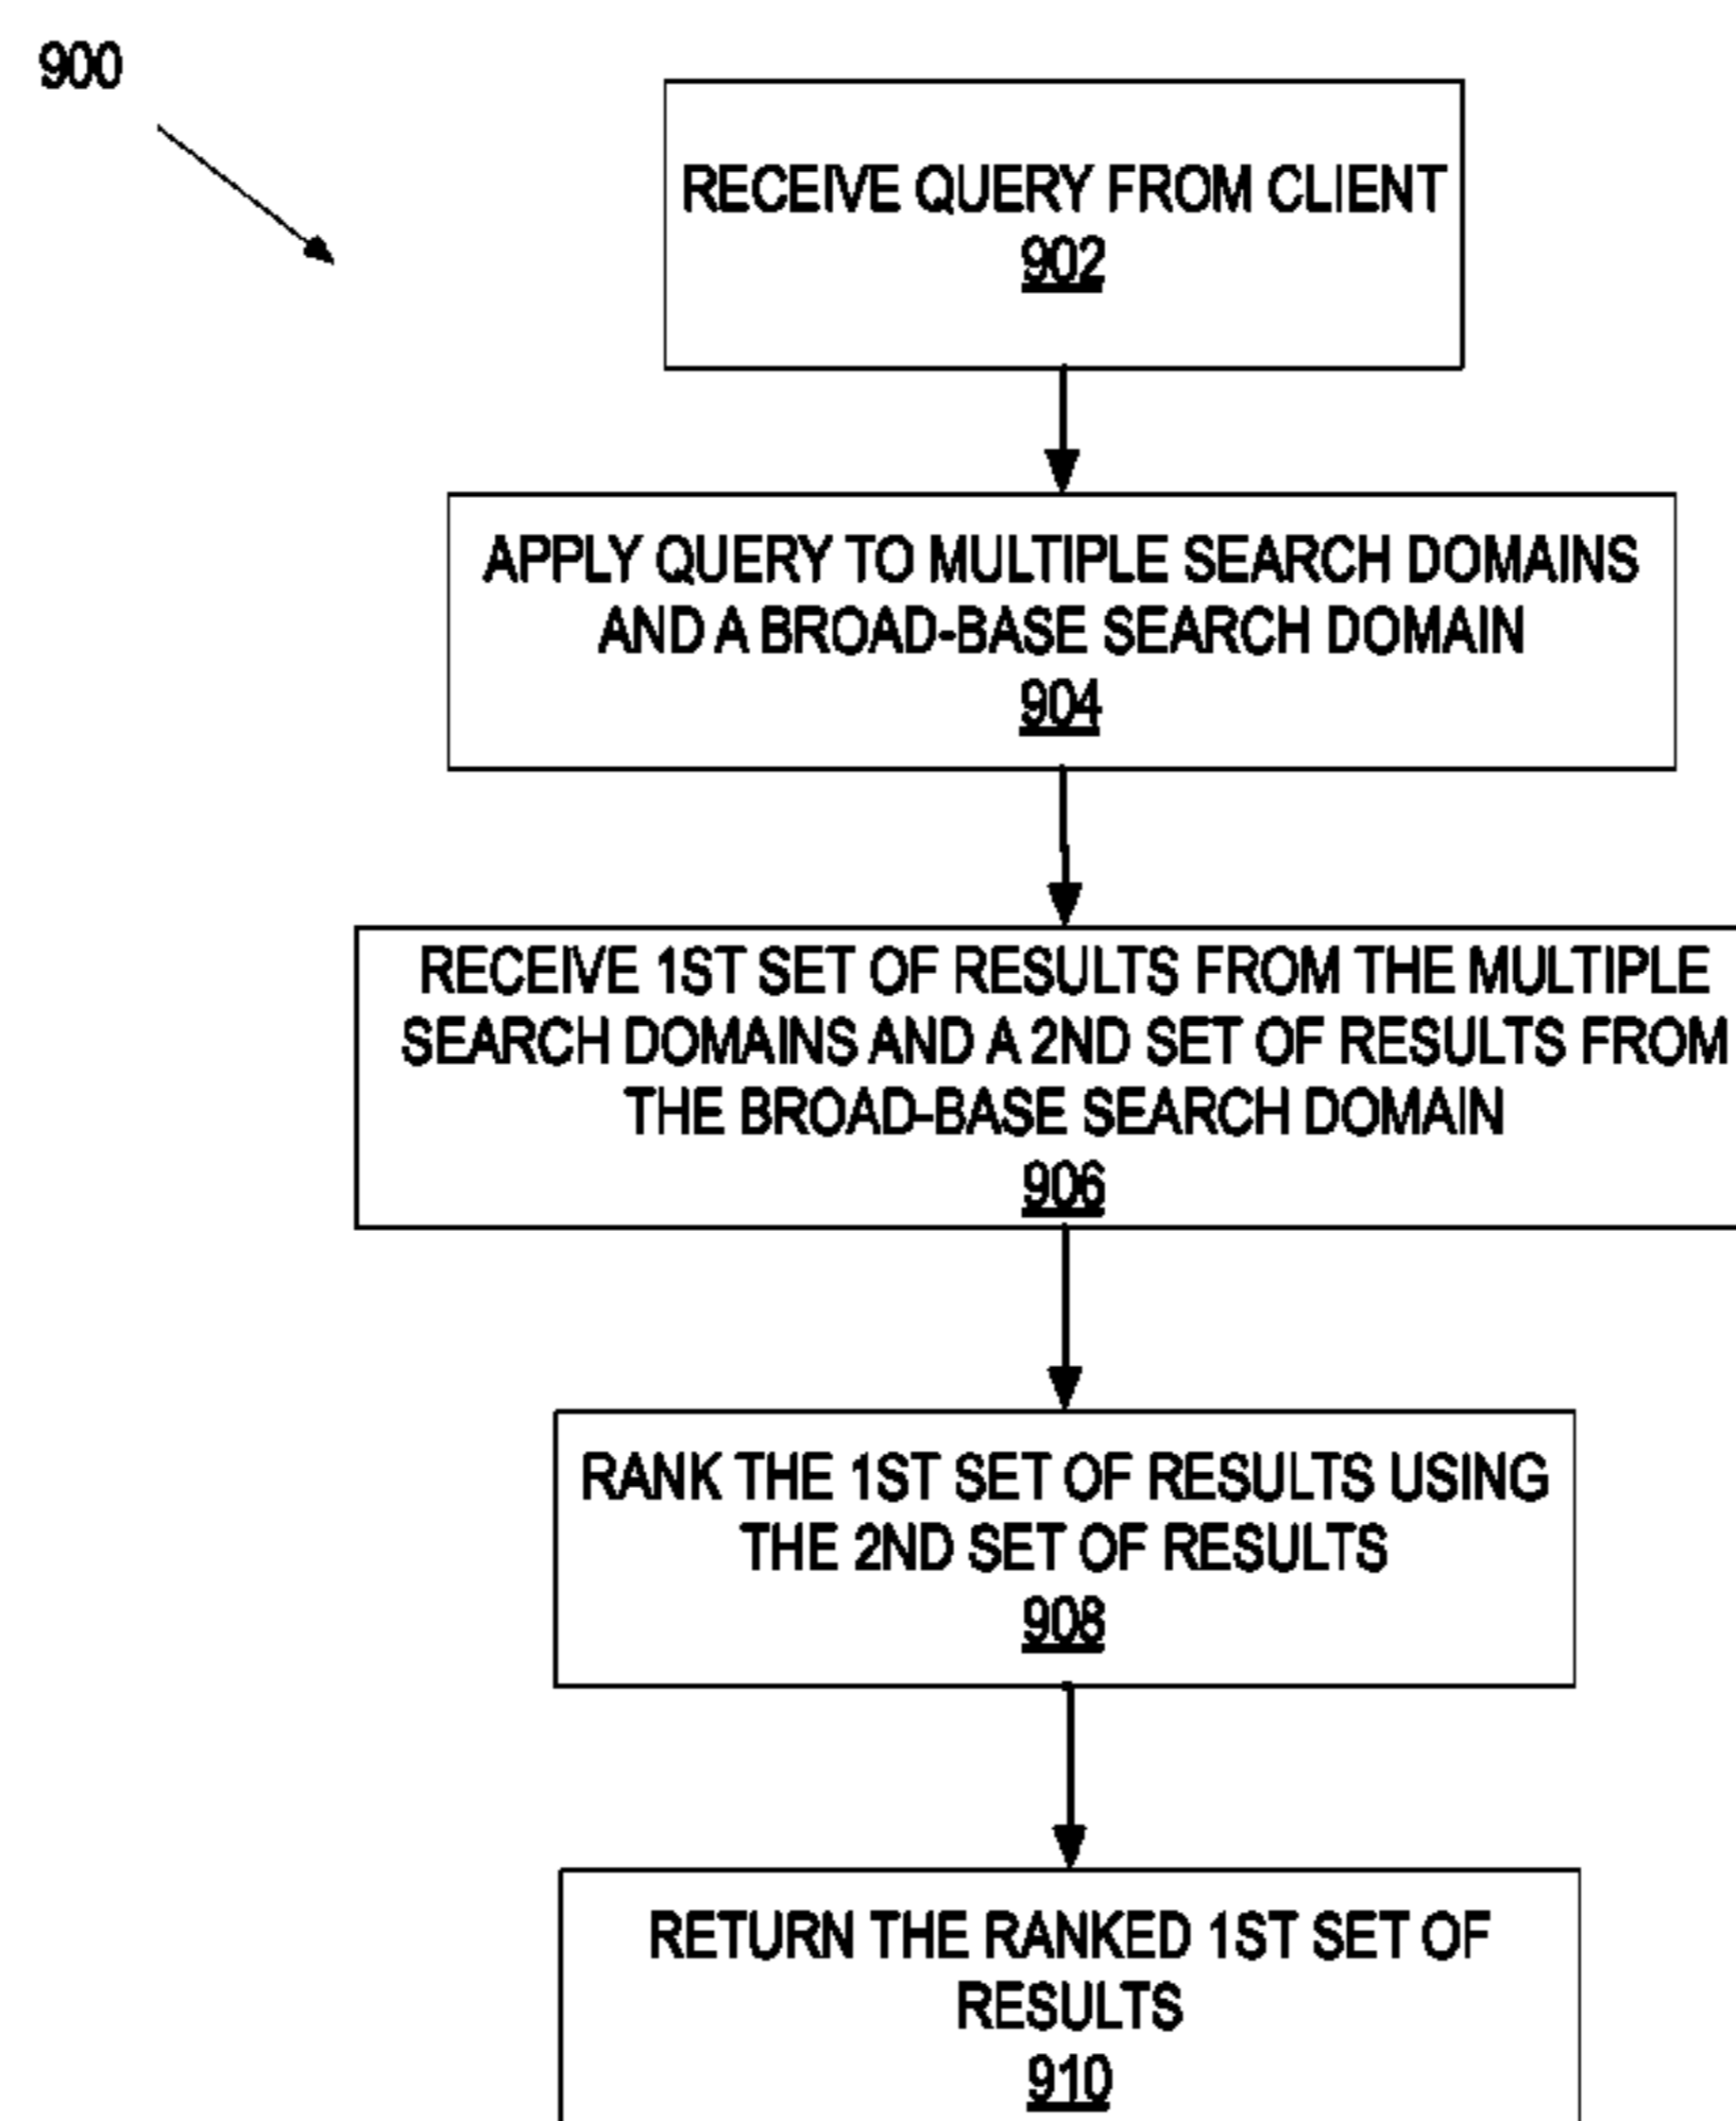 900
RECEIVE QUERY FROM CLIENT
902
APPLY QUERY TO MULTIPLE SEARCH DOMAINS
AND A BROAD-BASE SEARCH DOMAIN
904
RECEIVE 1ST SET OF RESULTS FROM THE MULTIPLE
SEARCH DOMAINS AND A 2ND SET OF RESULTS FROM
THE BROAD-BASE SEARCH DOMAIN
906
RANK THE 1ST SET OF RESULTS USING
THE 2ND SET OF RESULTS
908
RETURN THE RANKED 1ST SET OF
RESULTS
910